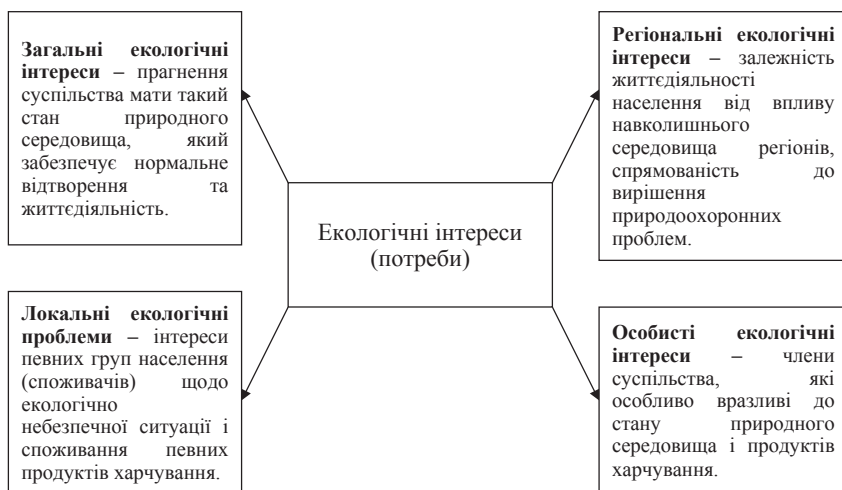 Загальні екологічні
інтереси – прагнення
суспільства мати такий
стан природного
середовища, який
забезпечує нормальне
відтворення та
життєдіяльність.
Регіональні екологічні
інтереси – залежність
життєдіяльності
населення від впливу
навколишнього
середовища регіонів,
спрямованість до
вирішення
природоохоронних
проблем.
Екологічні інтереси
(потреби)
Локальні екологічні
проблеми – інтереси
певних груп населення
(споживачів) щодо
екологічно
небезпечної ситуації і
споживання певних
продуктів харчування.
Особисті екологічні
інтереси – члени
суспільства, які
особливо вразливі до
стану природного
середовища і продуктів
харчування.